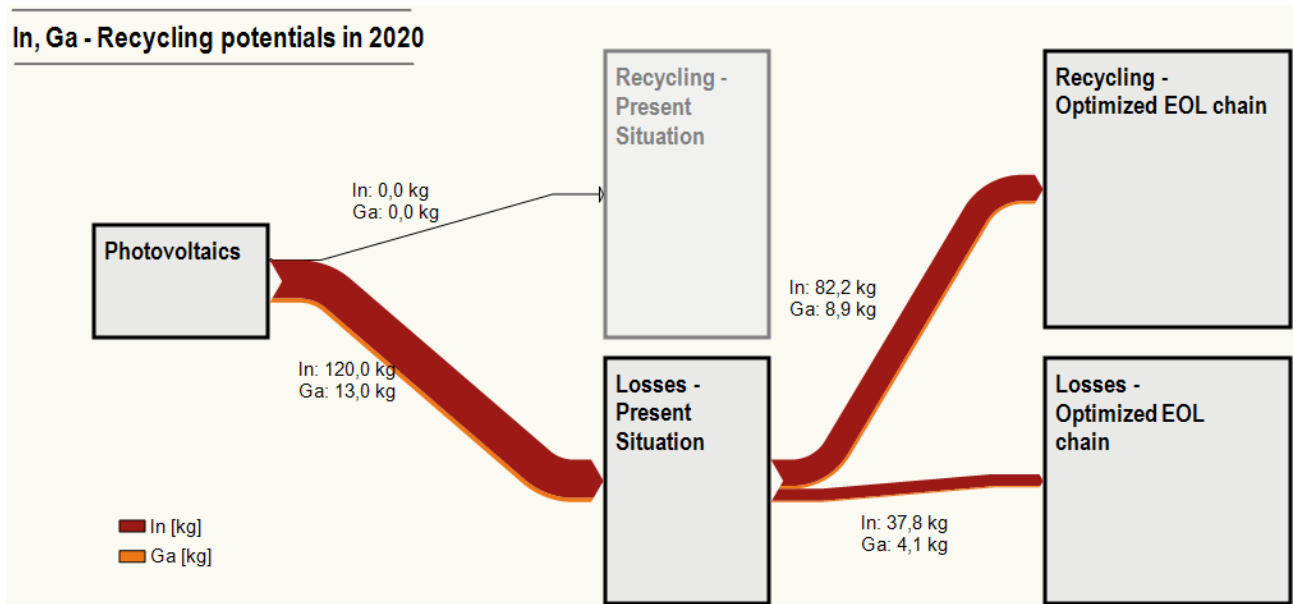 In, Ga - Recycling potentials in 2020
Recycling -
Present
Situation
Recycling -
Optimized EOL chain
In: 0,0 kg
Ga: 0,0 kg
Photovoltaics
In: 82,2 kg
Ga: 8,9 kg
In: 120,0 kg
Ga: 13,0 kg
Losses -
Present
Situation
Losses -
Optimized EOL
chain
In: 37,8 kg
Ga: 4,1 kg
In [kg]
Ga [kg]